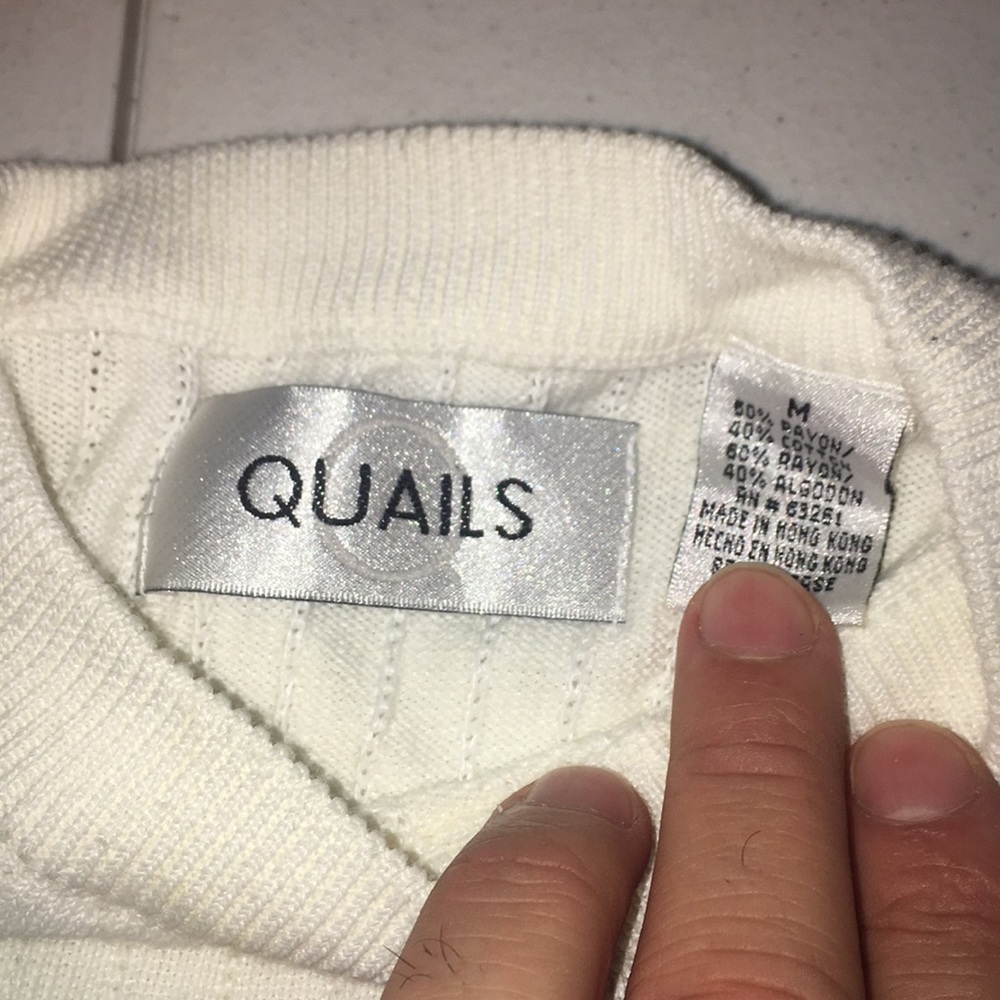 QUAILS
M
60% RAYON/
40% COTTON
60% RAYON/
40% ALGODON
RN # 63251
MADE IN HONG KONG
HECHO EN HONG KONG